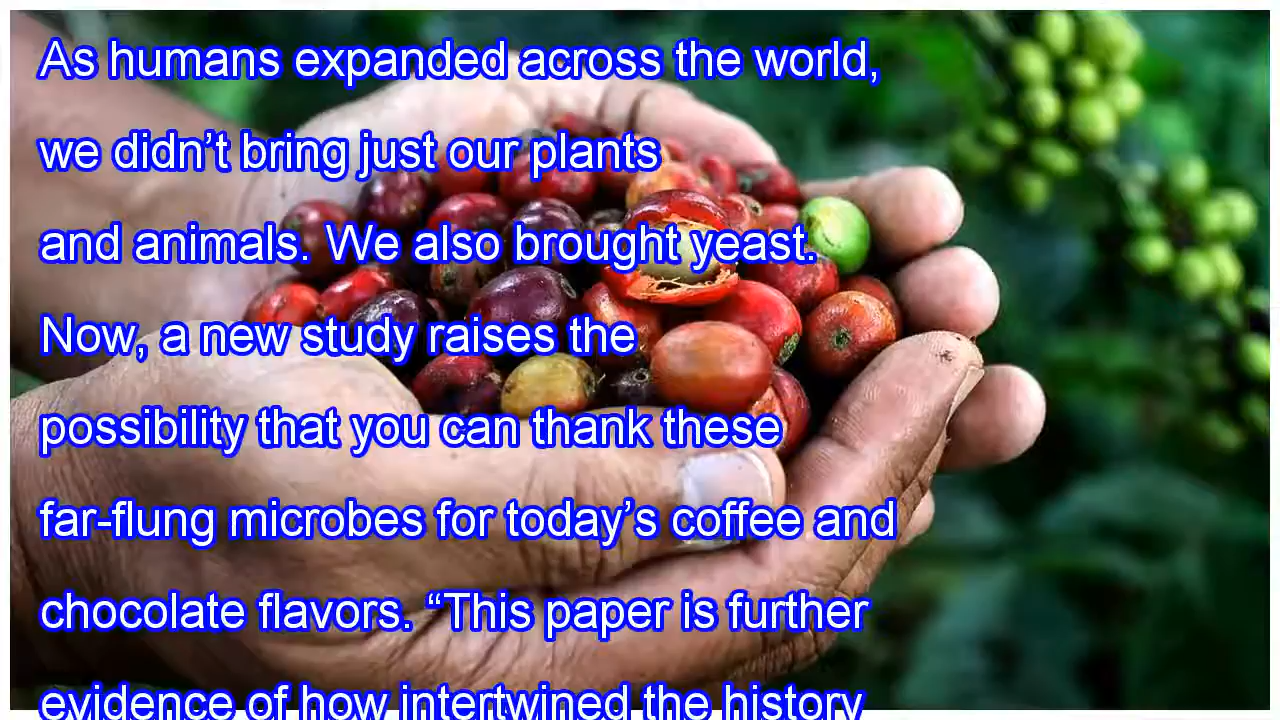 As humans expanded across the world,
we didn’t bring just our plants
and animals. We also brought yeast.
Now, a new study raises the
possibility that you can thank these
far-flung microbes for today’s coffee and
chocolate flavors. “This paper is further
evidence of how intertwined the history